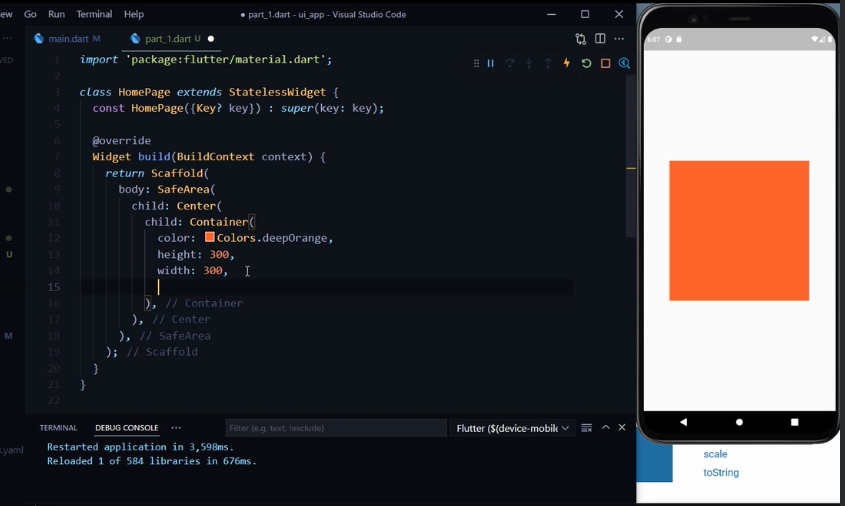 ew Go Run Terminal Help
● part_1.dart - ui_app - Visual Studio Code
main.dart M
part_1.dart U ●
VED
1 import 'package:flutter/material.dart';
2
3 class HomePage extends StatelessWidget {
4 const HomePage({Key? key}) : super(key: key);
5
6 @override
7 Widget build(BuildContext context) {
8 return Scaffold(
9 body: SafeArea(
10 child: Center(
11 child: Container(
12 color: Colors.deepOrange,
13 height: 300,
14 width: 300,
15
16 ), // Container
17 ), // Center
18 ), // SafeArea
19 ); // Scaffold
20 }
21 }
22
U
M
s.yaml
TERMINAL DEBUG CONSOLE ···
Filter (e.g. text, !exclude)
Flutter ($(device-mobile
Restarted application in 3,598ms.
Reloaded 1 of 584 libraries in 676ms.
6:07
scale
toString